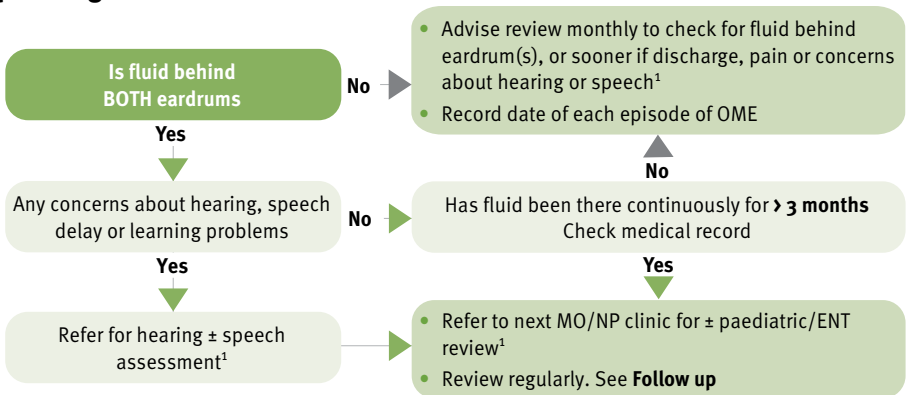 Is fluid behind
BOTH eardrums
No
• Advise review monthly to check for fluid behind
eardrum(s), or sooner if discharge, pain or concerns
about hearing or speech¹
• Record date of each episode of OME
Yes
No
Any concerns about hearing, speech
delay or learning problems
No
Has fluid been there continuously for > 3 months
Check medical record
Yes
Yes
Refer for hearing ± speech
assessment¹
• Refer to next MO/NP clinic for ± paediatric/ENT
review¹
• Review regularly. See Follow up